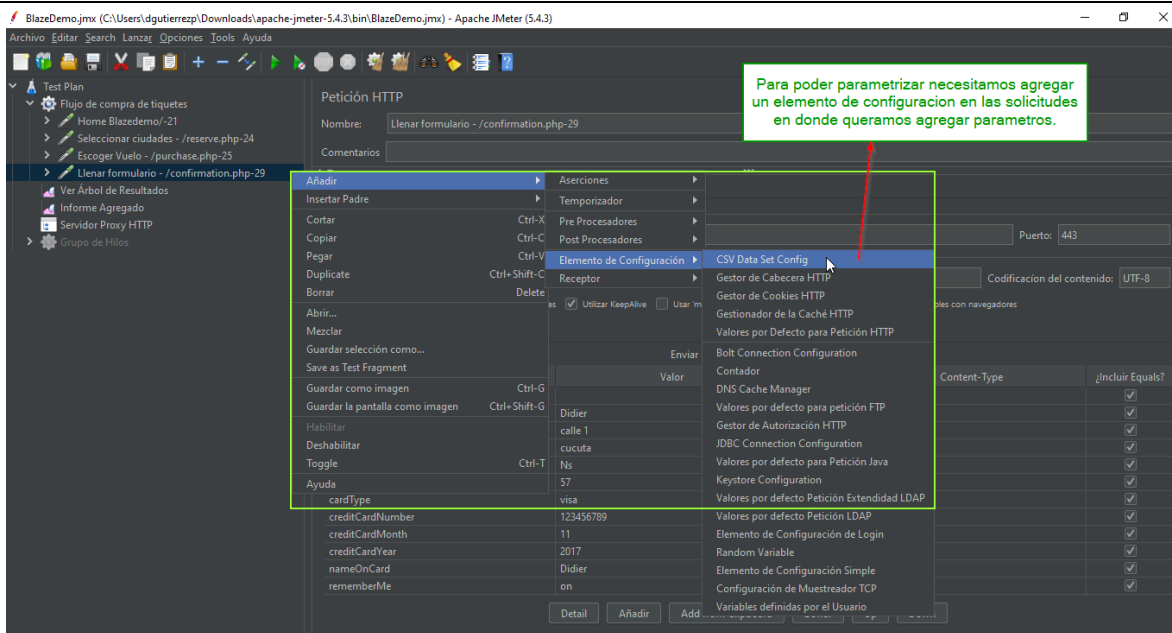 BlazeDemo.jmx (C:\Users\dgutierrezp\Downloads\apache-jmeter-5.4.3\bin\BlazeDemo.jmx) - Apache JMeter (5.4.3)
Archivo Editar Search Lanzar Opciones Tools Ayuda
Test Plan
Flujo de compra de tiquetes
Home Blazedemo/-21
Seleccionar ciudades - /reserve.php-24
Escoger Vuelo - /purchase.php-25
Llenar formulario - /confirmation.php-29
Ver Árbol de Resultados
Informe Agregado
Servidor Proxy HTTP
Grupo de Hilos
Petición HTTP
Nombre: Llenar formulario - /confirmation.php-29
Comentarios
Para poder parametrizar necesitamos agregar
un elemento de configuracion en las solicitudes
en donde queramos agregar parametros.
Añadir
Insertar Padre
Cortar Ctrl-X
Copiar Ctrl-C
Pegar Ctrl-V
Duplicate Ctrl+Shift-C
Borrar Delete
Abrir...
Mezclar
Guardar selección como...
Save as Test Fragment
Guardar como imagen Ctrl-G
Guardar la pantalla como imagen Ctrl+Shift-G
Habilitar
Deshabilitar
Toggle Ctrl-T
Ayuda
Aserciones
Temporizador
Pre Procesadores
Post Procesadores
Elemento de Configuración
Receptor
CSV Data Set Config
Gestor de Cabecera HTTP
Gestor de Cookies HTTP
Gestionador de la Caché HTTP
Valores por Defecto para Petición HTTP
Bolt Connection Configuration
Contador
DNS Cache Manager
Valores por defecto para petición FTP
Gestor de Autorización HTTP
JDBC Connection Configuration
Valores por defecto para Petición Java
Keystore Configuration
Valores por defecto Petición Extendidad LDAP
Valores por defecto Petición LDAP
Elemento de Configuración de Login
Random Variable
Elemento de Configuración Simple
Configuración de Muestreador TCP
Variables definidas por el Usuario
Puerto: 443
Codificacíon del contenido: UTF-8
Utilizar KeepAlive Usar
con navegadores
Enviar
Valor Content-Type ¿Incluir Equals?
Didier
calle 1
cucuta
Ns
57
cardType visa
creditCardNumber 123456789
creditCardMonth 11
creditCardYear 2017
nameOnCard Didier
rememberMe on
Detail Añadir Add